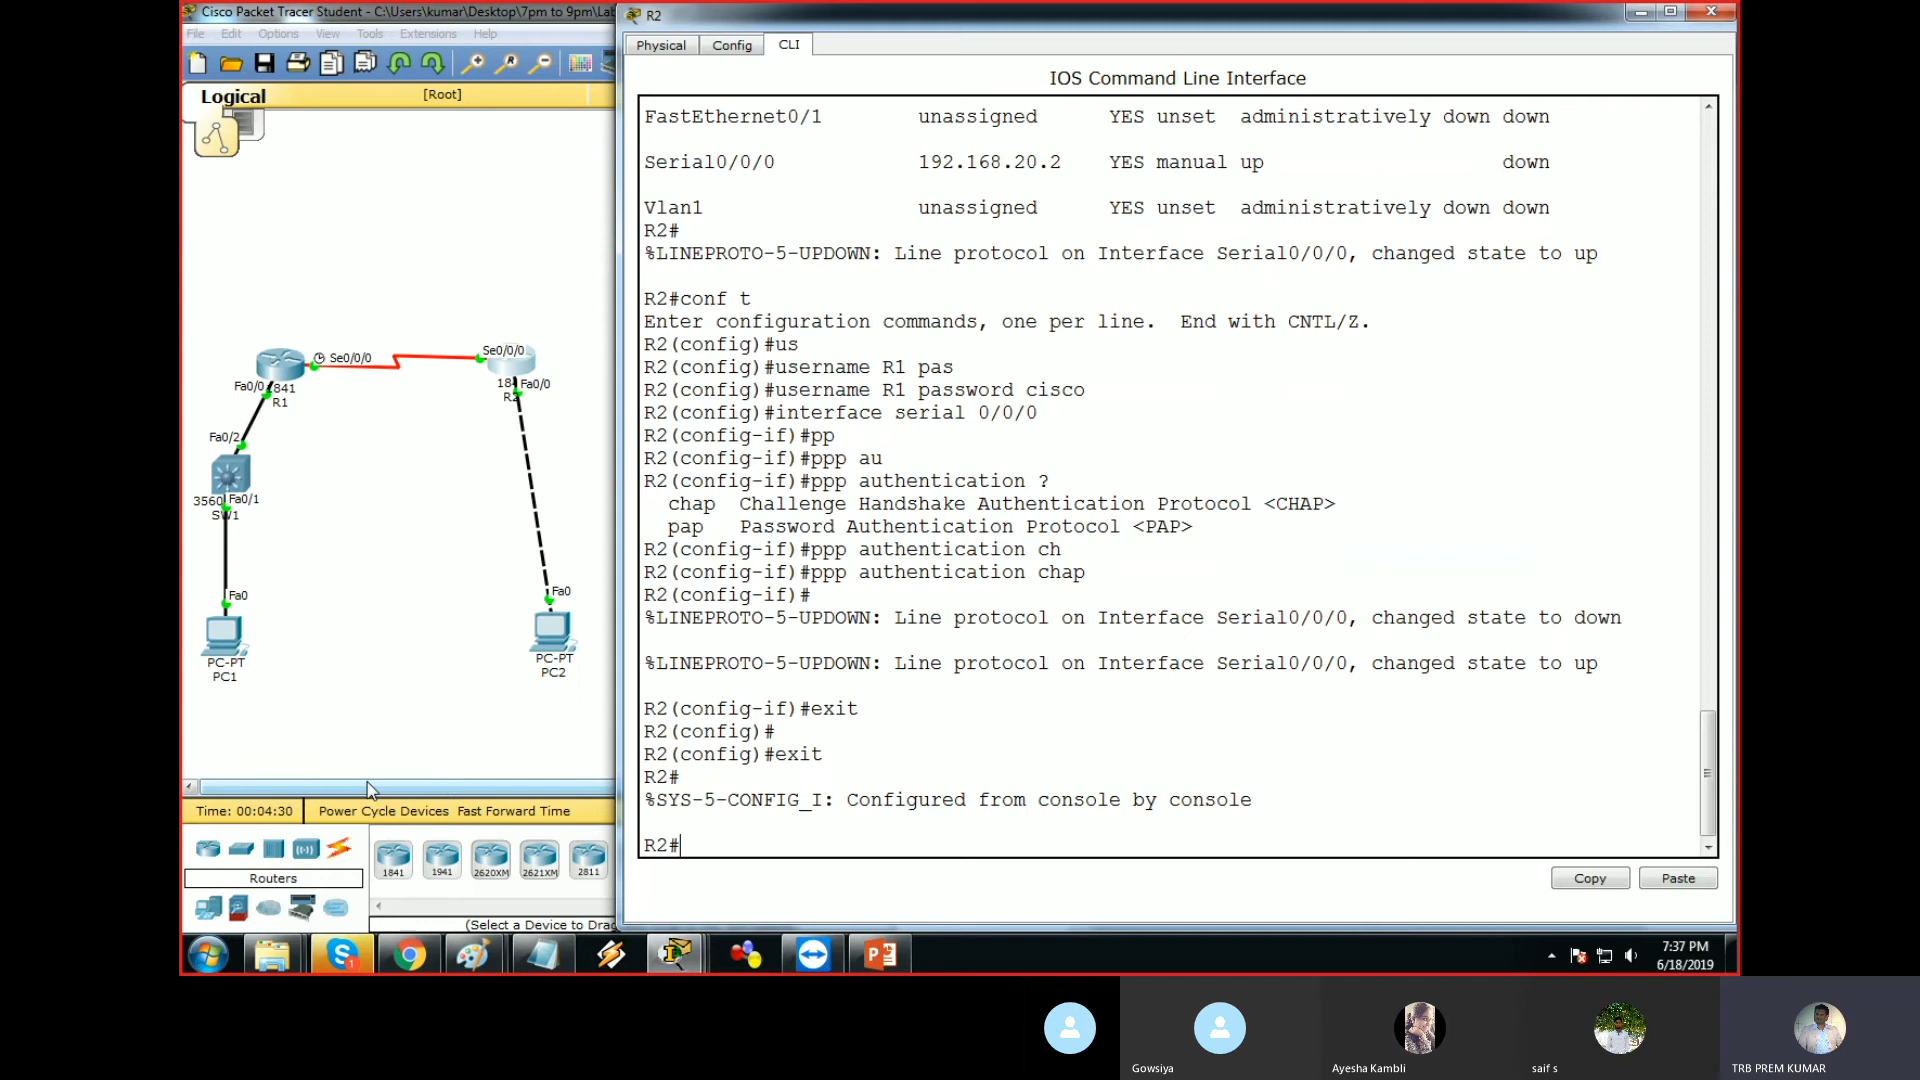 Cisco Packet Tracer Student - C:\Users\kumar\Desktop\7pm to 9pm\Lab
File Edit Options View Tools Extensions Help
Logical
[Root]
Se0/0/0
Se0/0/0
Fa0/0
1841
R1
Fa0/0
Fa0/2
3560
Fa0/1
SW1
Fa0
PC-PT
PC1
Fa0
PC-PT
PC2
Time: 00:04:30
Power Cycle Devices Fast Forward Time
Routers
1841 1941 2620XM 2621XM 2811
(Select a Device to Drag
R2
Physical Config CLI
IOS Command Line Interface
FastEthernet0/1 unassigned YES unset administratively down down
Serial0/0/0 192.168.20.2 YES manual up down
Vlan1 unassigned YES unset administratively down down
R2#
%LINEPROTO-5-UPDOWN: Line protocol on Interface Serial0/0/0, changed state to up
R2#conf t
Enter configuration commands, one per line. End with CNTL/Z.
R2(config)#us
R2(config)#username R1 pas
R2(config)#username R1 password cisco
R2(config)#interface serial 0/0/0
R2(config-if)#pp
R2(config-if)#ppp au
R2(config-if)#ppp authentication ?
chap Challenge Handshake Authentication Protocol <CHAP>
pap Password Authentication Protocol <PAP>
R2(config-if)#ppp authentication ch
R2(config-if)#ppp authentication chap
R2(config-if)#
%LINEPROTO-5-UPDOWN: Line protocol on Interface Serial0/0/0, changed state to down
%LINEPROTO-5-UPDOWN: Line protocol on Interface Serial0/0/0, changed state to up
R2(config-if)#exit
R2(config)#
R2(config)#exit
R2#
%SYS-5-CONFIG_I: Configured from console by console
R2#
Copy Paste
7:37 PM
6/18/2019
Gowsiya
Ayesha Kambli
saif s
TRB PREM KUMAR